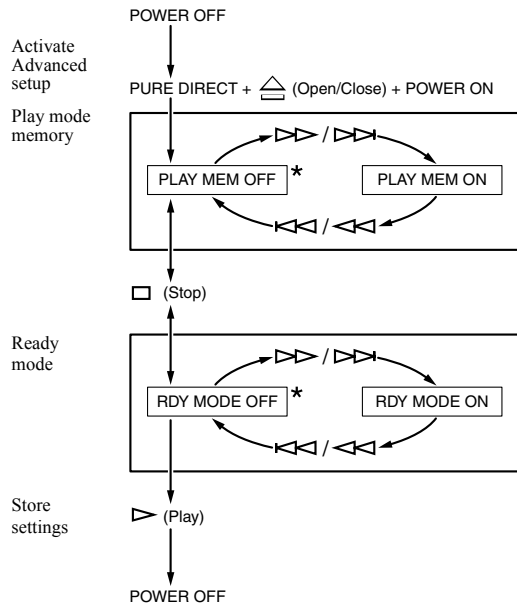 POWER OFF
Activate
Advanced
setup
PURE DIRECT + (Open/Close) + POWER ON
Play mode
memory
/
PLAY MEM OFF *
PLAY MEM ON
/
(Stop)
Ready
mode
/
RDY MODE OFF *
RDY MODE ON
/
Store
settings
(Play)
POWER OFF